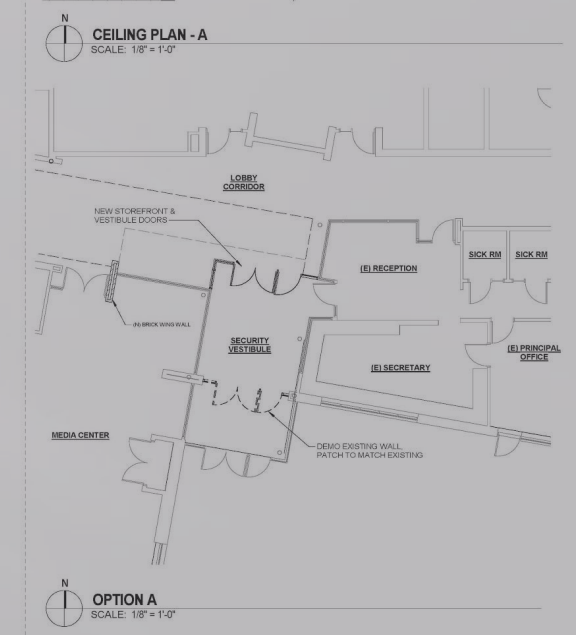 N
CEILING PLAN - A
SCALE: 1/8" = 1'-0"
LOBBY
CORRIDOR
NEW STOREFRONT &
VESTIBULE DOORS
(E) RECEPTION
SICK RM
SICK RM
(N) BRICK WING WALL
SECURITY
VESTIBULE
(E) PRINCIPAL
OFFICE
(E) SECRETARY
MEDIA CENTER
DEMO EXISTING WALL,
PATCH TO MATCH EXISTING
N
OPTION A
SCALE: 1/8" = 1'-0"